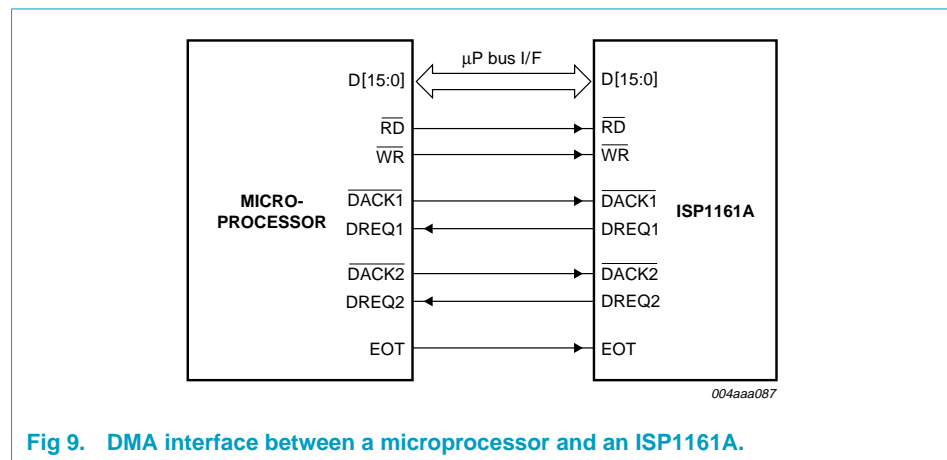 μP bus I/F
D[15:0] D[15:0]
RD RD
WR WR
MICRO-
PROCESSOR
DACK1 DACK1
ISP1161A
DREQ1 DREQ1
DACK2 DACK2
DREQ2 DREQ2
EOT EOT
004aaa087
Fig 9. DMA interface between a microprocessor and an ISP1161A.